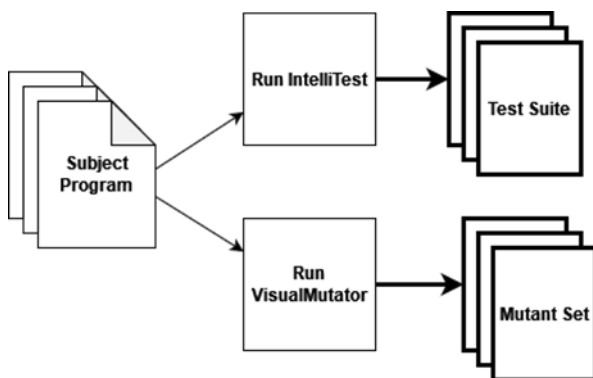 Run IntelliTest
Test Suite
Subject
Program
Run
VisualMutator
Mutant Set